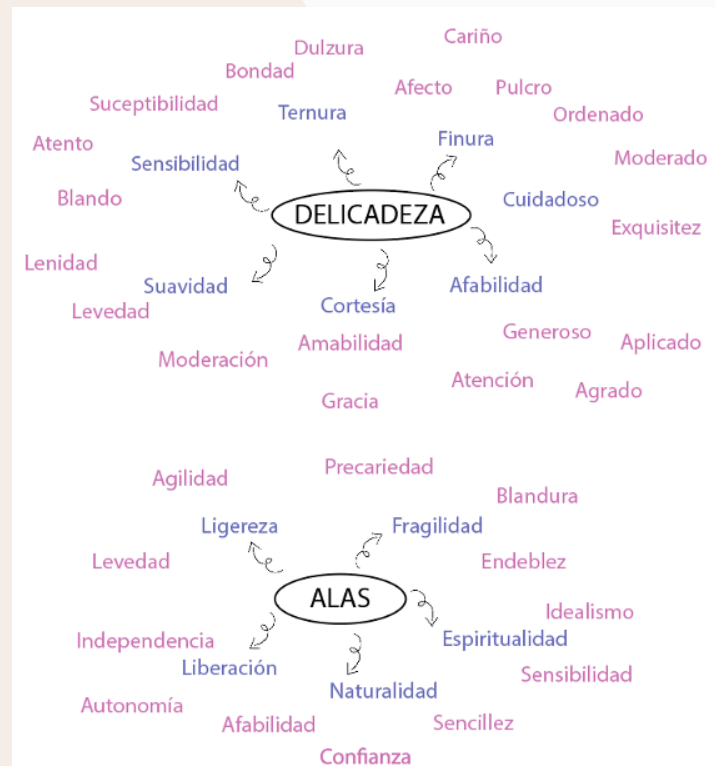 Cariño
Dulzura
Bondad
Afecto
Pulcro
Suceptibilidad
Ternura
Ordenado
Atento
Finura
Sensibilidad
Moderado
Blando
Cuidadoso
DELICADEZA
Exquisitez
Lenidad
Suavidad
Afabilidad
Levedad
Cortesía
Generoso
Amabilidad
Aplicado
Moderación
Atención
Agrado
Gracia
Precariedad
Agilidad
Blandura
Ligereza
Fragilidad
Levedad
Endeblez
ALAS
Idealismo
Independencia
Espiritualidad
Liberación
Sensibilidad
Naturalidad
Autonomía
Afabilidad
Sencillez
Confianza